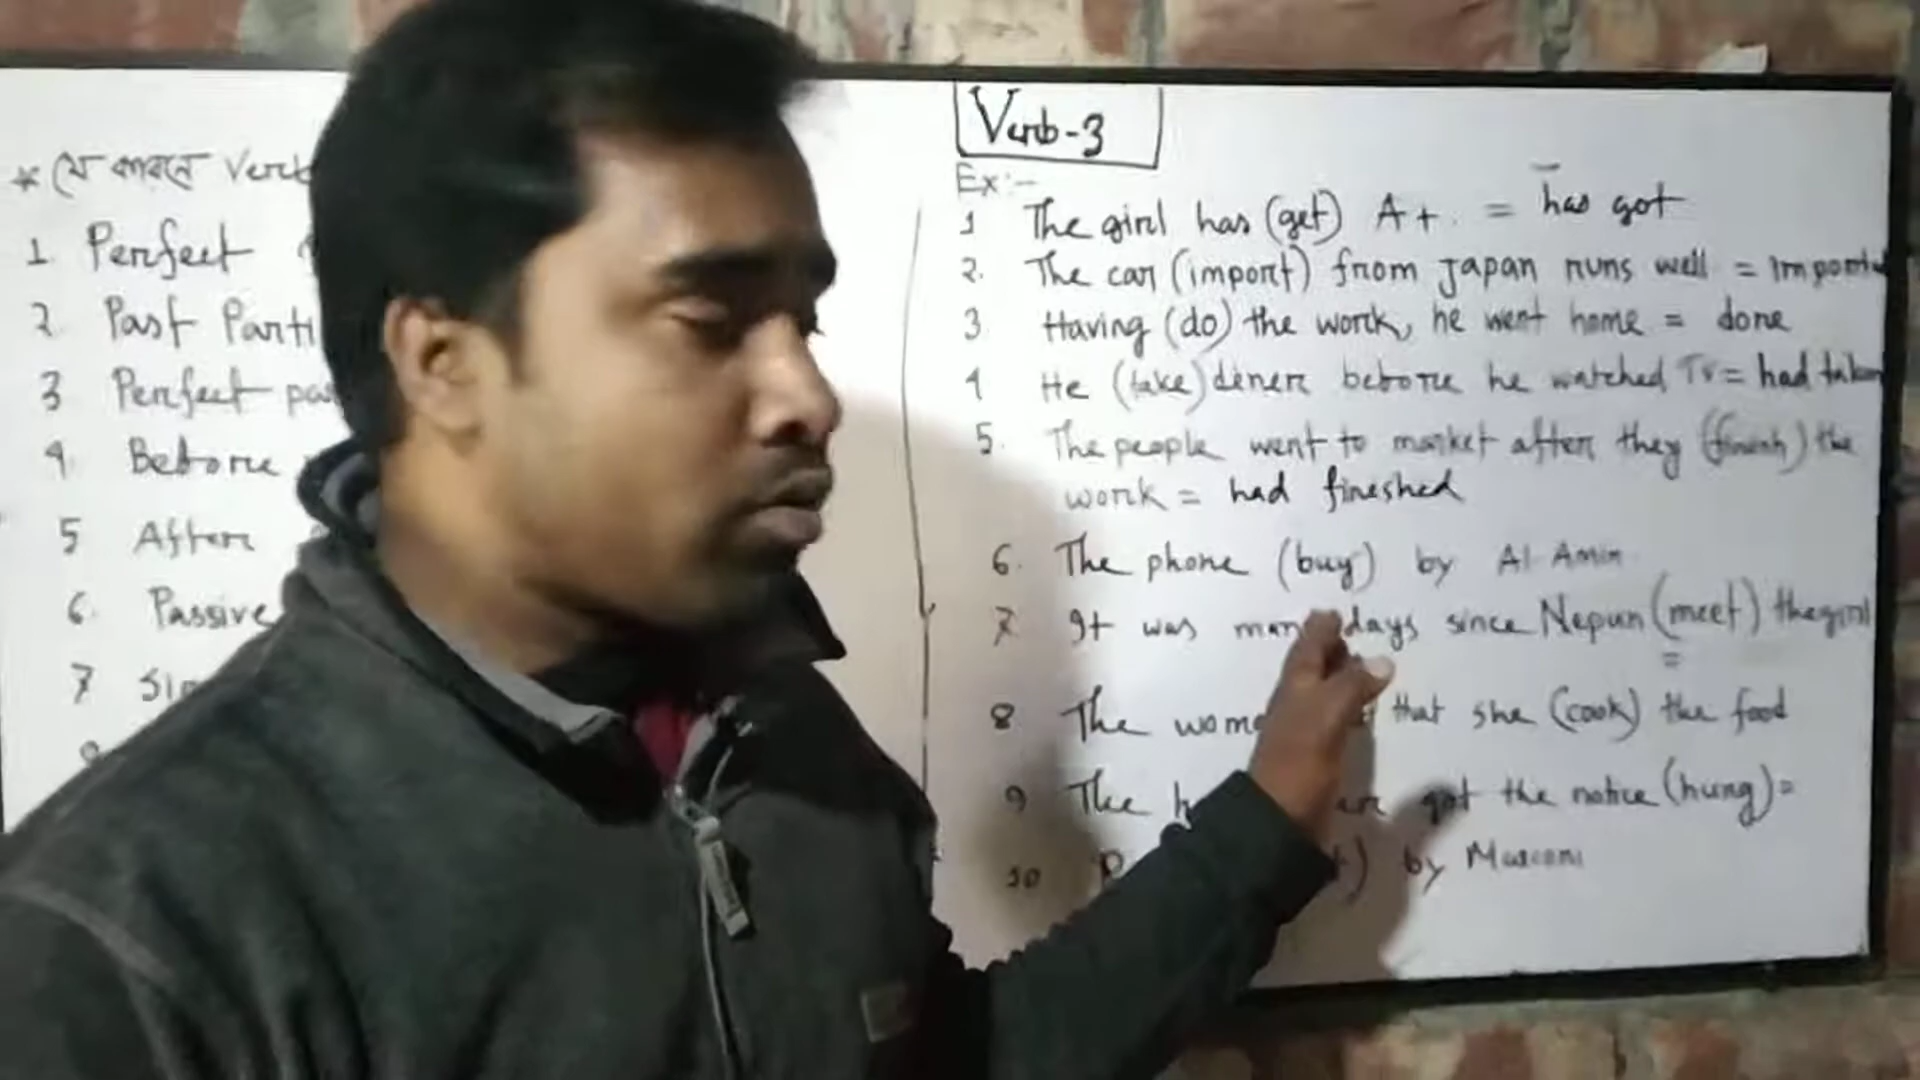 * যে কারনে Verb
1 Perfect
2 Past Parti
3 Perfect pa
4 Before
5 After
6. Passive
7
Verb-3
Ex:-
1 The girl has (get) A+. = has got
2. The car (import) from Japan runs well =
3 Having (do) the work, he went home = done
4 He (take) diner before he watched TV = had taken
5. The people went to market after they (finish) the
work = had fineshed
6. The phone (buy) by Al Amin
7 It was many days since Nepun (meet) the girl
8 The that she (cook) the food
9 The got the notice (hung) =
10 by Marconi